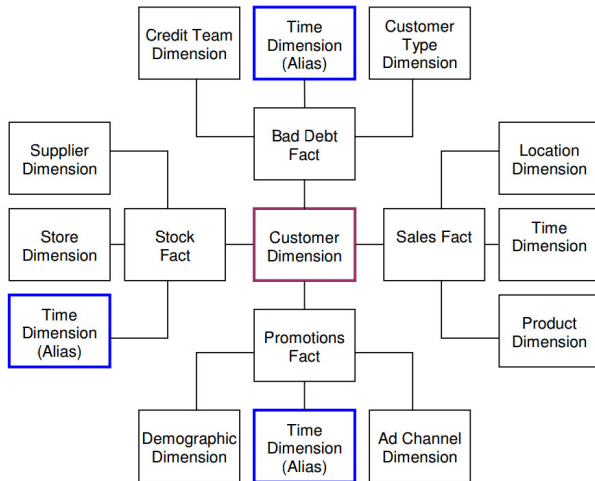 Credit Team
Dimension
Time
Dimension
(Alias)
Customer
Type
Dimension
Bad Debt
Fact
Supplier
Dimension
Location
Dimension
Store
Dimension
Stock
Fact
Customer
Dimension
Sales Fact
Time
Dimension
Time
Dimension
(Alias)
Promotions
Fact
Product
Dimension
Demographic
Dimension
Time
Dimension
(Alias)
Ad Channel
Dimension